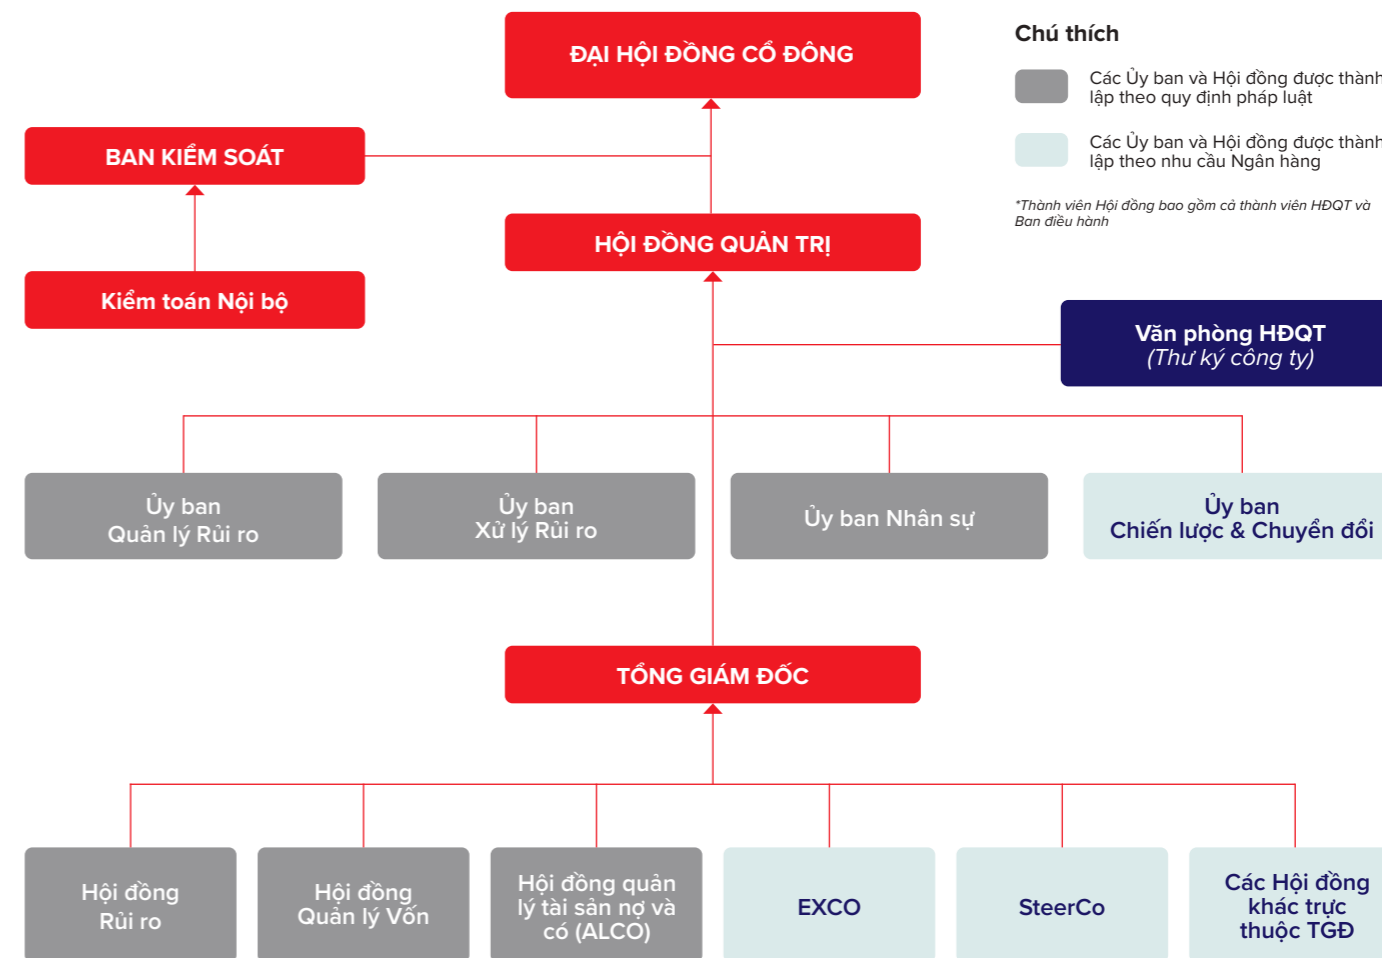 ĐẠI HỘI ĐỒNG CỔ ĐÔNG
Chú thích
Các Ủy ban và Hội đồng được thành
lập theo quy định pháp luật
Các Ủy ban và Hội đồng được thành
lập theo nhu cầu Ngân hàng
*Thành viên Hội đồng bao gồm cả thành viên HĐQT và
Ban điều hành
BAN KIỂM SOÁT
HỘI ĐỒNG QUẢN TRỊ
Kiểm toán Nội bộ
Văn phòng HĐQT
(Thư ký công ty)
Ủy ban
Quản lý Rủi ro
Ủy ban
Xử lý Rủi ro
Ủy ban Nhân sự
Ủy ban
Chiến lược & Chuyển đổi
TỔNG GIÁM ĐỐC
Hội đồng
Rủi ro
Hội đồng
Quản lý Vốn
Hội đồng quản
lý tài sản nợ và
có (ALCO)
EXCO
SteerCo
Các Hội đồng
khác trực
thuộc TGĐ